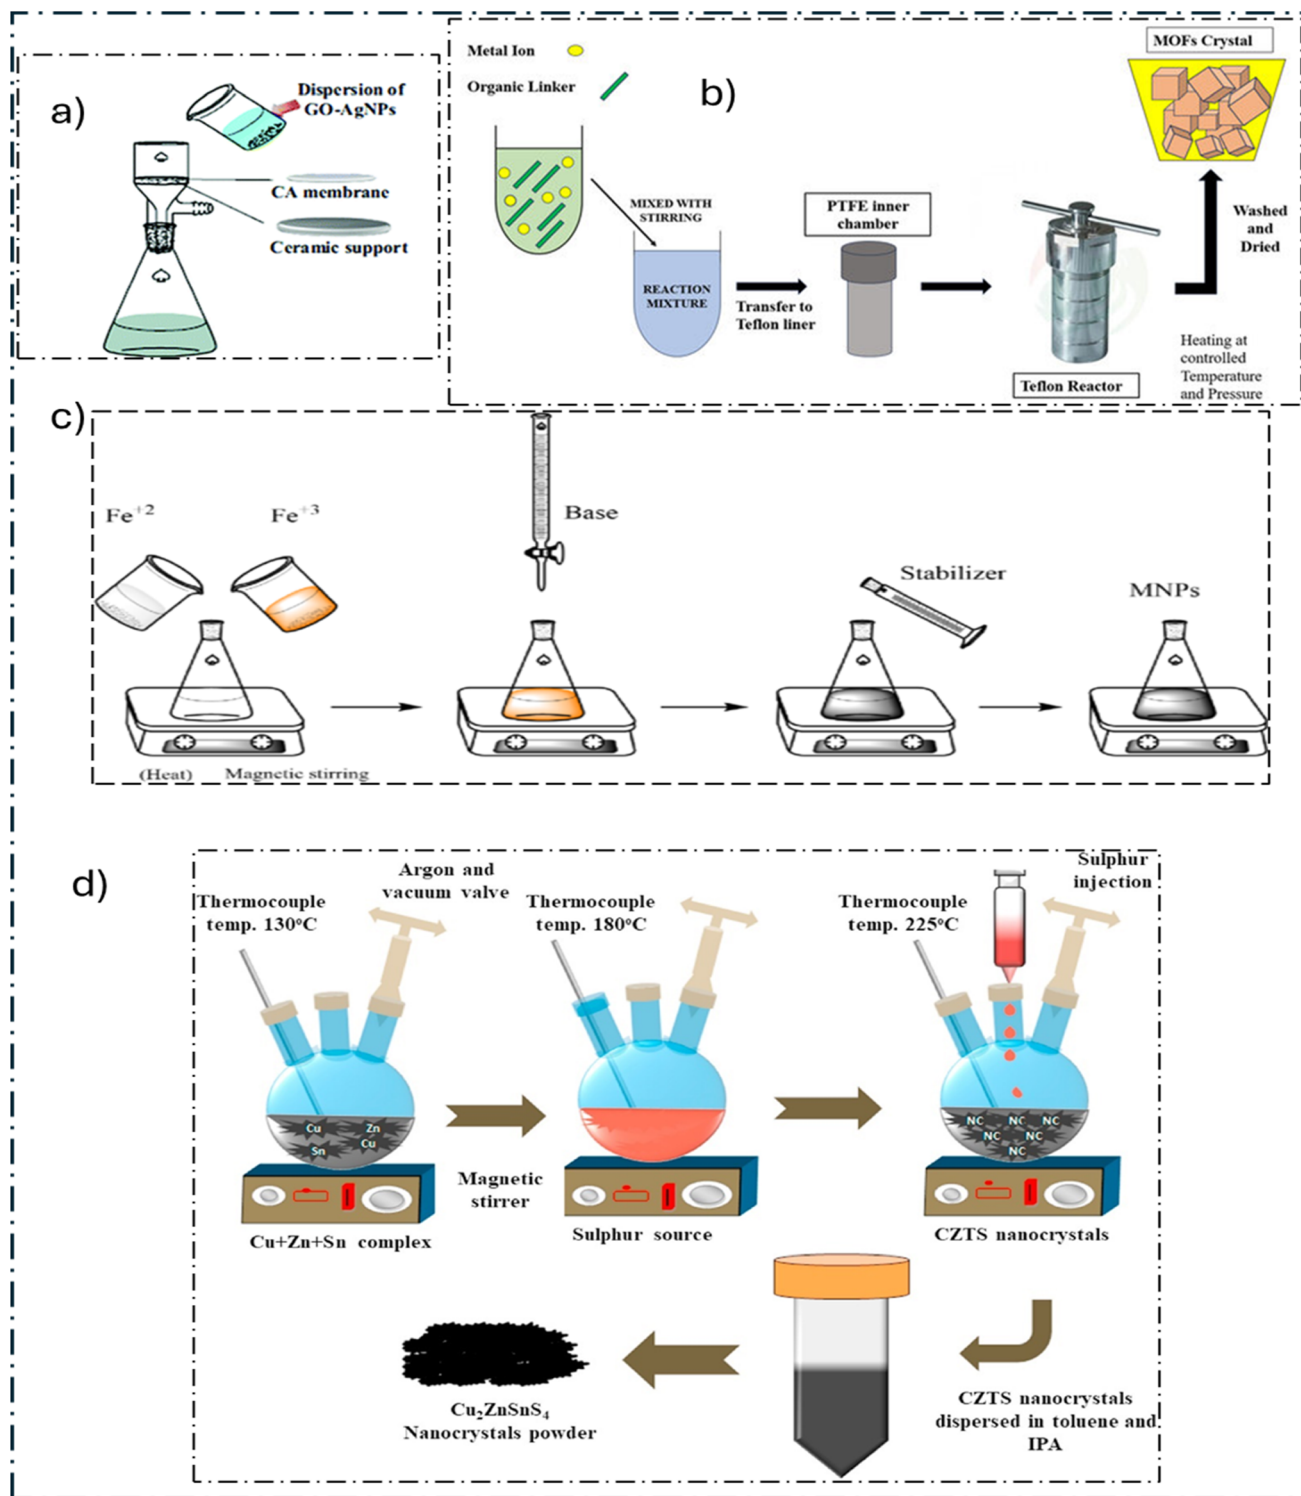 a)
Dispersion of
GO-AgNPs
CA membrane
Ceramic support
b)
Metal Ion
Organic Linker
MIXED WITH
STIRRING
REACTION
MIXTURE
Transfer to
Teflon liner
PTFE inner
chamber
Teflon Reactor
MOFs Crystal
Washed
and
Dried
Heating at
controlled
Temperature
and Pressure
c)
Fe⁺²
Fe⁺³
(Heat)
Magnetic stirring
Base
Stabilizer
MNPs
d)
Thermocouple
temp. 130°C
Argon and
vacuum valve
Cu
Zn
Sn
Cu
Cu+Zn+Sn complex
Magnetic
stirrer
Thermocouple
temp. 180°C
Sulphur source
Thermocouple
temp. 225°C
Sulphur
injection
NC NC NC
NC NC
NC
CZTS nanocrystals
CZTS nanocrystals
dispersed in toluene and
IPA
Cu₂ZnSnS₄
Nanocrystals powder